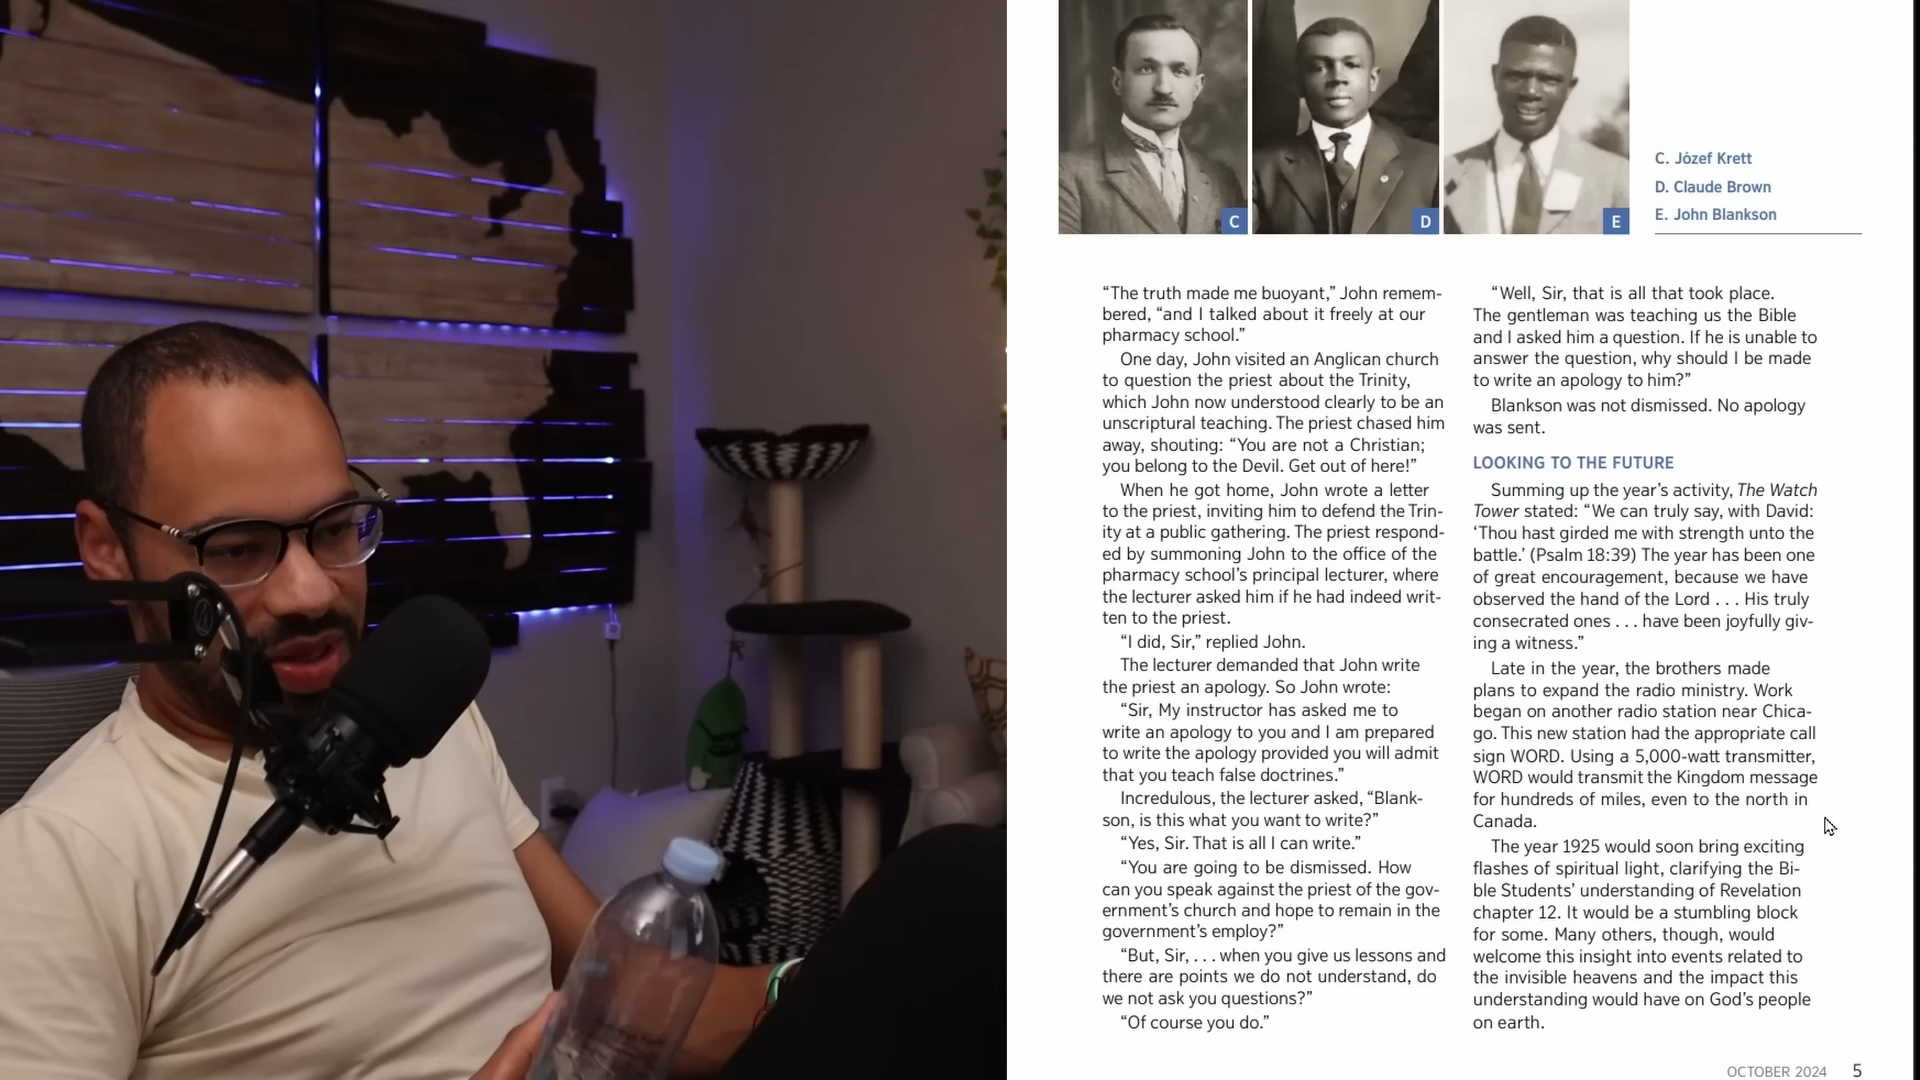 C
D
E
C. Józef Krett
D. Claude Brown
E. John Blankson
“The truth made me buoyant,” John remem-
bered, “and I talked about it freely at our
pharmacy school.”
One day, John visited an Anglican church
to question the priest about the Trinity,
which John now understood clearly to be an
unscriptural teaching. The priest chased him
away, shouting: “You are not a Christian;
you belong to the Devil. Get out of here!”
When he got home, John wrote a letter
to the priest, inviting him to defend the Trin-
ity at a public gathering. The priest respond-
ed by summoning John to the office of the
pharmacy school’s principal lecturer, where
the lecturer asked him if he had indeed writ-
ten to the priest.
“I did, Sir,” replied John.
The lecturer demanded that John write
the priest an apology. So John wrote:
“Sir, My instructor has asked me to
write an apology to you and I am prepared
to write the apology provided you will admit
that you teach false doctrines.”
Incredulous, the lecturer asked, “Blank-
son, is this what you want to write?”
“Yes, Sir. That is all I can write.”
“You are going to be dismissed. How
can you speak against the priest of the gov-
ernment’s church and hope to remain in the
government’s employ?”
“But, Sir, . . . when you give us lessons and
there are points we do not understand, do
we not ask you questions?”
“Of course you do.”
“Well, Sir, that is all that took place.
The gentleman was teaching us the Bible
and I asked him a question. If he is unable to
answer the question, why should I be made
to write an apology to him?”
Blankson was not dismissed. No apology
was sent.
LOOKING TO THE FUTURE
Summing up the year’s activity, The Watch
Tower stated: “We can truly say, with David:
‘Thou hast girded me with strength unto the
battle.’ (Psalm 18:39) The year has been one
of great encouragement, because we have
observed the hand of the Lord . . . His truly
consecrated ones . . . have been joyfully giv-
ing a witness.”
Late in the year, the brothers made
plans to expand the radio ministry. Work
began on another radio station near Chica-
go. This new station had the appropriate call
sign WORD. Using a 5,000-watt transmitter,
WORD would transmit the Kingdom message
for hundreds of miles, even to the north in
Canada.
The year 1925 would soon bring exciting
flashes of spiritual light, clarifying the Bi-
ble Students’ understanding of Revelation
chapter 12. It would be a stumbling block
for some. Many others, though, would
welcome this insight into events related to
the invisible heavens and the impact this
understanding would have on God’s people
on earth.
OCTOBER 2024 5